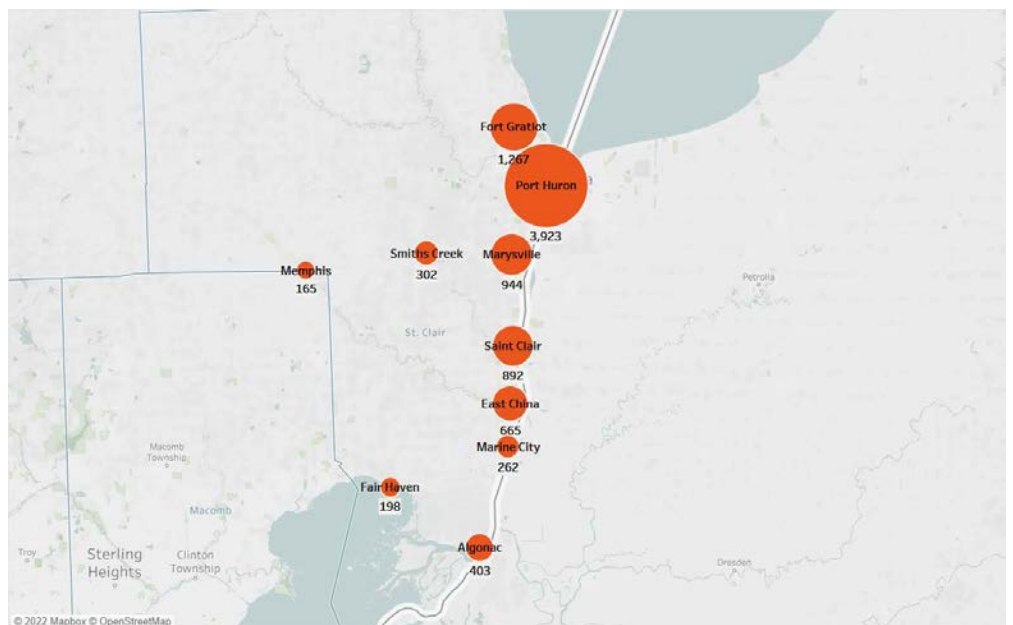 Fort Gratiot
1,267
Port Huron
3,923
Smiths Creek
302
Marysville
944
Memphis
165
Petrolia
St. Clair
Saint Clair
892
East China
665
Marine City
262
Macomb
Township
Fair Haven
198
Macomb
Algonac
403
Troy
Sterling
Heights
Clinton
Township
Dresden
© 2022 Mapbox © OpenStreetMap